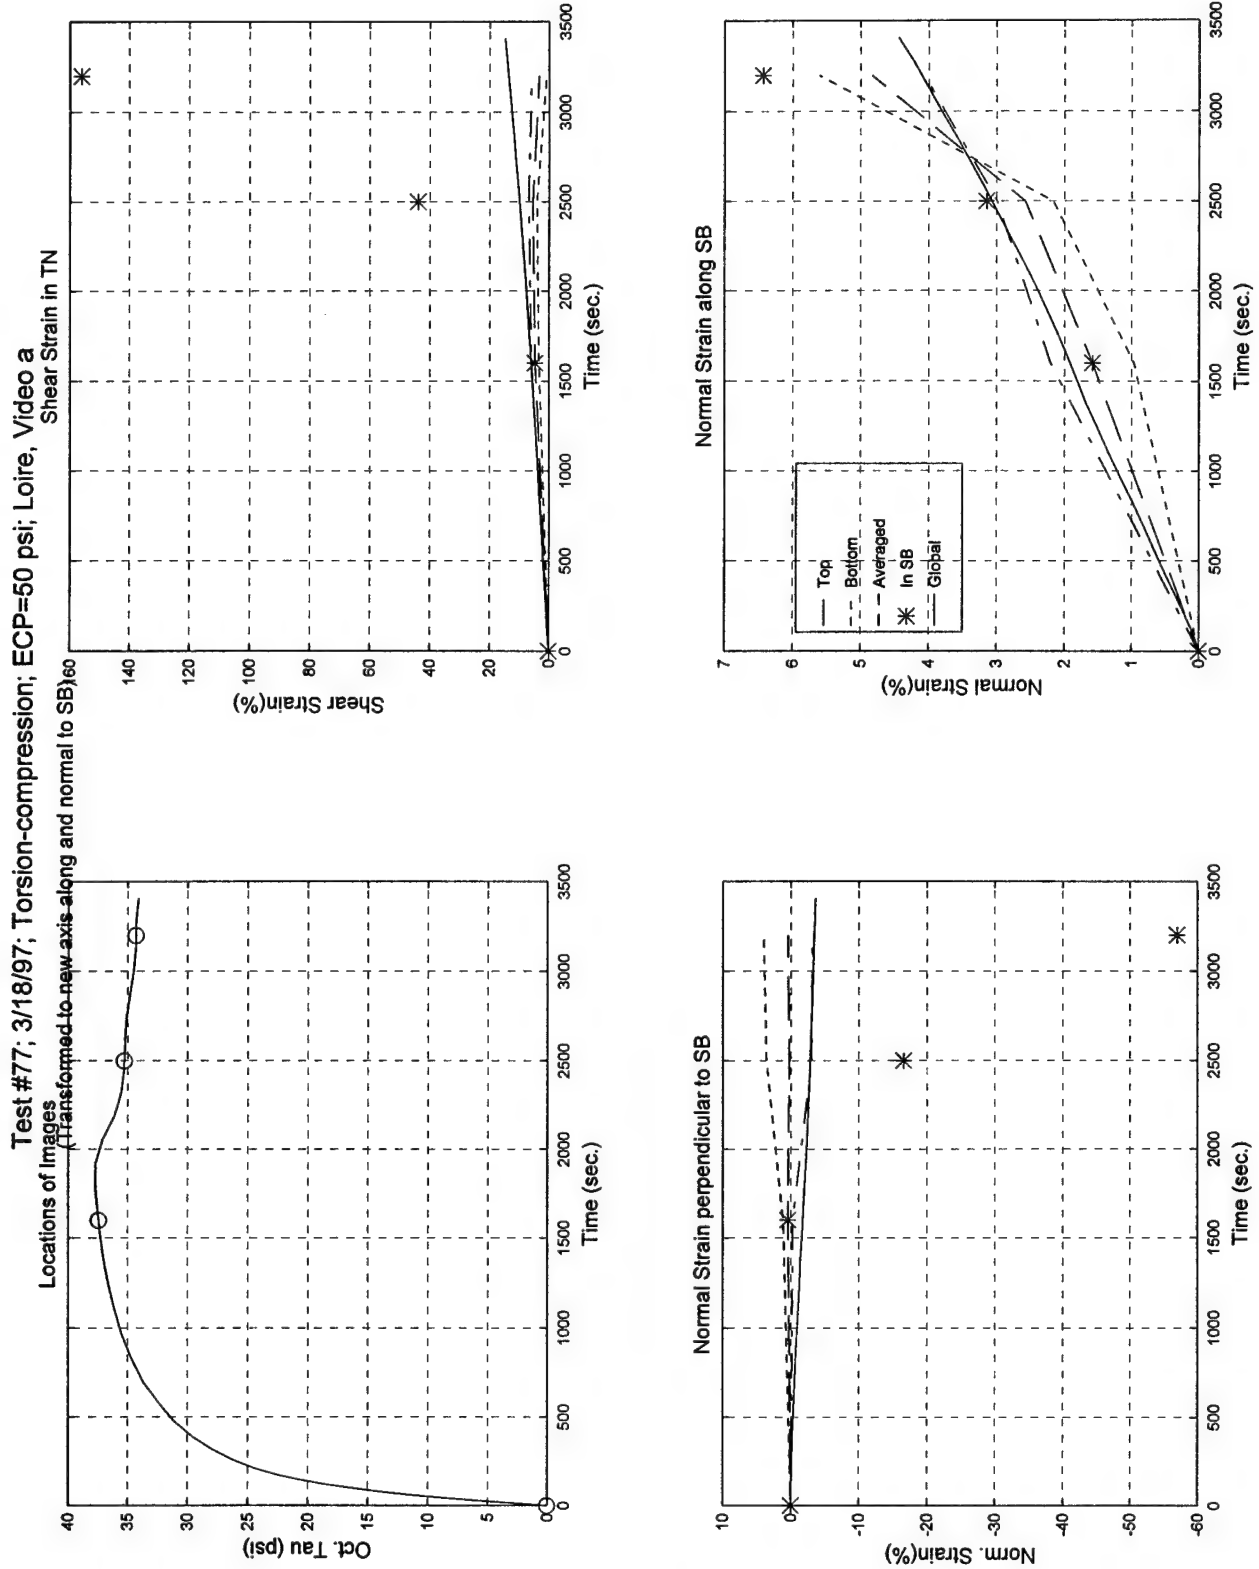 Test #77; 3/18/97; Torsion-compression; ECP=50 psi; Loire, Video a
Locations of Images
(Transformed to new axis along and normal to SB)
40
35
30
25
20
15
10
5
0
Oct. Tau (psi)
0 500 1000 1500 2000 2500 3000 3500
Time (sec.)
Shear Strain in TN
160
140
120
100
80
60
40
20
0
Shear Strain(%)
0 500 1000 1500 2000 2500 3000 3500
Time (sec.)
Normal Strain perpendicular to SB
10
0
-10
-20
-30
-40
-50
-60
Norm. Strain(%)
0 500 1000 1500 2000 2500 3000 3500
Time (sec.)
Normal Strain along SB
7
6
5
4
3
2
1
0
Normal Strain(%)
Top
Bottom
Averaged
In SB
Global
0 500 1000 1500 2000 2500 3000 3500
Time (sec.)